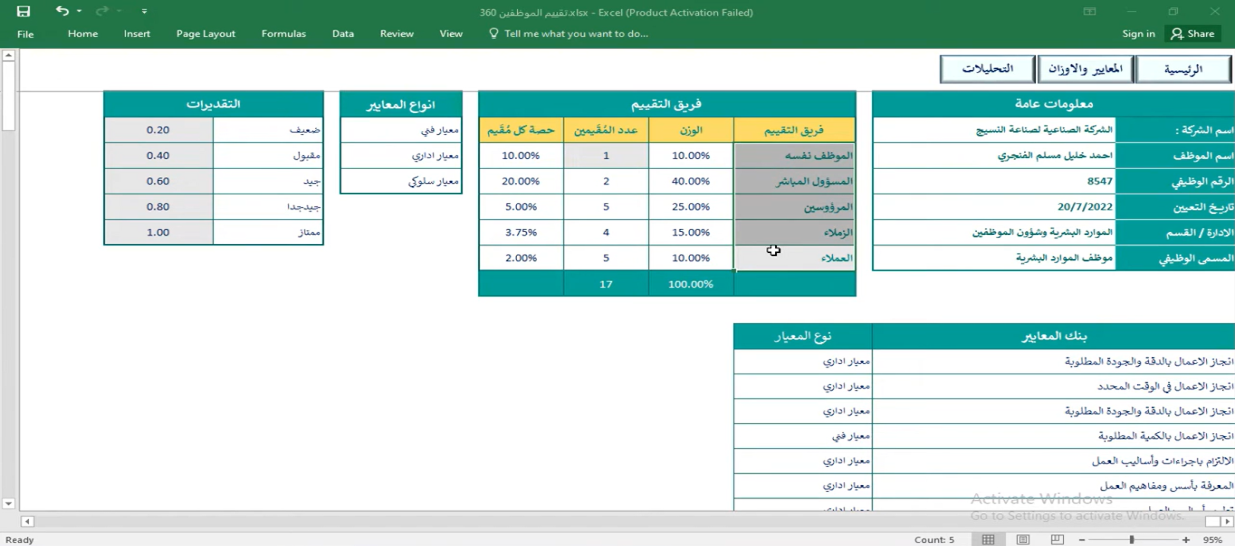 تقييم الموظفين 360.xlsx - Excel (Product Activation Failed)
File Home Insert Page Layout Formulas Data Review View Tell me what you want to do... Sign in Share
الرئيسية المعايير والاوزان التحليلات
معلومات عامة
اسم الشركة : الشركة الصناعية لصناعة النسيج
اسم الموظف احمد خليل مسلم الفنجري
الرقم الوظيفي 8547
تاريخ التعيين 20/7/2022
الادارة / القسم الموارد البشرية وشؤون الموظفين
المسمى الوظيفي موظف الموارد البشرية
فريق التقييم
فريق التقييم الوزن عدد المُقَيمين حصة كل مُقَيم
الموظف نفسه 10.00% 1 10.00%
المسؤول المباشر 40.00% 2 20.00%
المرؤوسين 25.00% 5 5.00%
الزملاء 15.00% 4 3.75%
العملاء 10.00% 5 2.00%
100.00% 17
انواع المعايير
معيار فني
معيار اداري
معيار سلوكي
التقديرات
ضعيف 0.20
مقبول 0.40
جيد 0.60
جيدجدا 0.80
ممتاز 1.00
بنك المعايير نوع المعيار
انجاز الاعمال بالدقة والجودة المطلوبة معيار اداري
انجاز الاعمال في الوقت المحدد معيار اداري
انجاز الاعمال بالدقة والجودة المطلوبة معيار اداري
انجاز الاعمال بالكمية المطلوبة معيار فني
الالتزام باجراءات وأساليب العمل معيار اداري
المعرفة بأسس ومفاهيم العمل معيار اداري
معيار اداري
Activate Windows
Go to Settings to activate Windows.
Ready Count: 5 95%